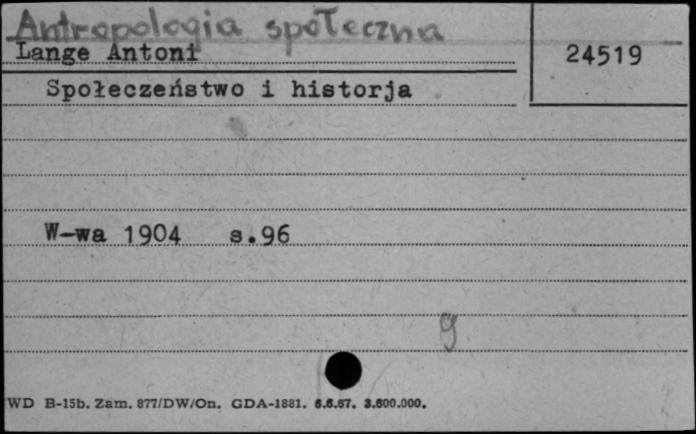 Antropologia społeczna
Lange Antoni
24519
Społeczeństwo i historja
W-wa 1904 s.96
g
WD B-15b. Zam. 877/DW/On. GDA-1881. 6.6.67. 3.600.000.